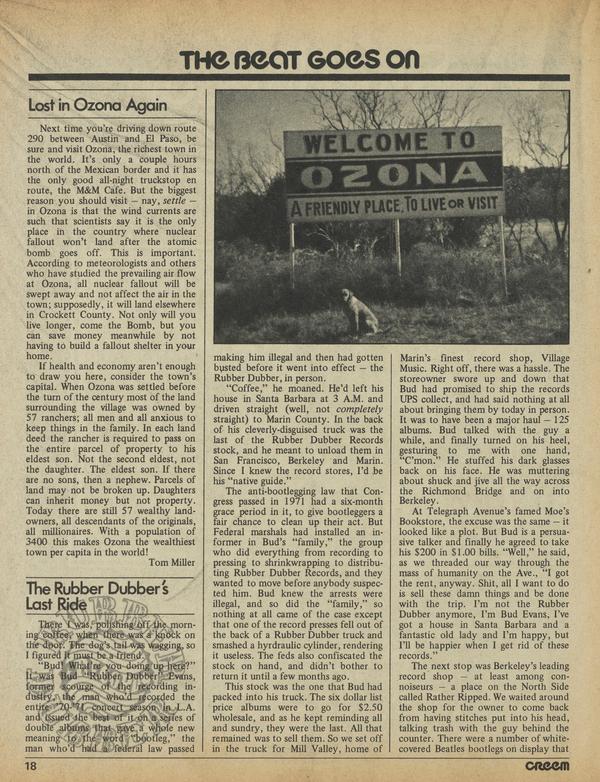 THE BEAT GOES ON
Lost in Ozona Again
Next time you're driving down route
290 between Austin and El Paso, be
sure and visit Ozona, the richest town in
the world. It's only a couple hours
north of the Mexican border and it has
the only good all-night truckstop en
route, the M&M Cafe. But the biggest
reason you should visit — nay, settle —
in Ozona is that the wind currents are
such that scientists say it is the only
place in the country where nuclear
fallout won't land after the atomic
bomb goes off. This is important.
According to meteorologists and others
who have studied the prevailing air flow
at Ozona, all nuclear fallout will be
swept away and not affect the air in the
town; supposedly, it will land elsewhere
in Crockett County. Not only will you
live longer, come the Bomb, but you
can save money meanwhile by not
having to build a fallout shelter in your
home.
If health and economy aren't enough
to draw you here, consider the town's
capital. When Ozona was settled before
the turn of the century most of the land
surrounding the village was owned by
57 ranchers; all men and all anxious to
keep things in the family. In each land
deed the rancher is required to pass on
the entire parcel of property to his
eldest son. Not the second eldest, not
the daughter. The eldest son. If there
are no sons, then a nephew. Parcels of
land may not be broken up. Daughters
can inherit money but not property.
Today there are still 57 wealthy land-
owners, all descendants of the originals,
all millionaires. With a population of
3400 this makes Ozona the wealthiest
town per capita in the world!
Tom Miller
The Rubber Dubber's
Last Ride
There I was, polishing off the morn-
ing coffee, when there was a knock on
the door. The dog's tail was wagging, so
I figured it must be a friend.
"Bud! What're you doing up here?"
It was Bud "Rubber Dubber" Evans,
former scourge of the recording in-
dustry, the man who'd recorded the
entire '70-'71 concert season in L.A.
and issued the best of it on series of
double albums that gave a whole new
meaning to the word "bootleg," the
man who'd had a federal law passed
WELCOME TO
OZONA
A FRIENDLY PLACE, TO LIVE OR VISIT
making him illegal and then had gotten
busted before it went into effect — the
Rubber Dubber, in person.
"Coffee," he moaned. He'd left his
house in Santa Barbara at 3 A.M. and
driven straight (well, not completely
straight) to Marin County. In the back
of his cleverly-disguised truck was the
last of the Rubber Dubber Records
stock, and he meant to unload them in
San Francisco, Berkeley and Marin.
Since I knew the record stores, I'd be
his "native guide."
The anti-bootlegging law that Con-
gress passed in 1971 had a six-month
grace period in it, to give bootleggers a
fair chance to clean up their act. But
Federal marshals had installed an in-
former in Bud's "family," the group
who did everything from recording to
pressing to shrinkwrapping to distribu-
ting Rubber Dubber Records, and they
wanted to move before anybody suspec-
ted him. Bud knew the arrests were
illegal, and so did the "family," so
nothing at all came of the case except
that one of the record presses fell out of
the back of a Rubber Dubber truck and
smashed a hyrdraulic cylinder, rendering
it useless. The feds also confiscated the
stock on hand, and didn't bother to
return it until a few months ago.
This stock was the one that Bud had
packed into his truck. The six dollar list
price albums were to go for $2.50
wholesale, and as he kept reminding all
and sundry, they were the last. All that
remained was to sell them. So we set off
in the truck for Mill Valley, home of
Marin's finest record shop, Village
Music. Right off, there was a hassle. The
storeowner swore up and down that
Bud had promised to ship the records
UPS collect, and had said nothing at all
about bringing them by today in person.
It was to have been a major haul — 125
albums. Bud talked with the guy a
while, and finally turned on his heel,
gesturing to me with one hand,
"C'mon." He stuffed his dark glasses
back on his face. He was muttering
about shuck and jive all the way across
the Richmond Bridge and on into
Berkeley.
At Telegraph Avenue's famed Moe's
Bookstore, the excuse was the same — it
looked like a plot. But Bud is a persua-
sive talker and finally he agreed to take
his $200 in $1.00 bills. "Well," he said,
as we threaded our way through the
mass of humanity on the Ave., "I got
the rent, anyway. Shit, all I want to do
is sell these damn things and be done
with the trip. I'm not the Rubber
Dubber anymore, I'm Bud Evans, I've
got a house in Santa Barbara and a
fantastic old lady and I'm happy, but
I'll be happier when I get rid of these
records."
The next stop was Berkeley's leading
record shop — at least among con-
noiseurs — a place on the North Side
called Rather Ripped. We waited around
the shop for the owner to come back
from having stitches put into his head,
talking trash with the guy behind the
counter. There were a number of white-
covered Beatles bootlegs on display that
18
CREEM